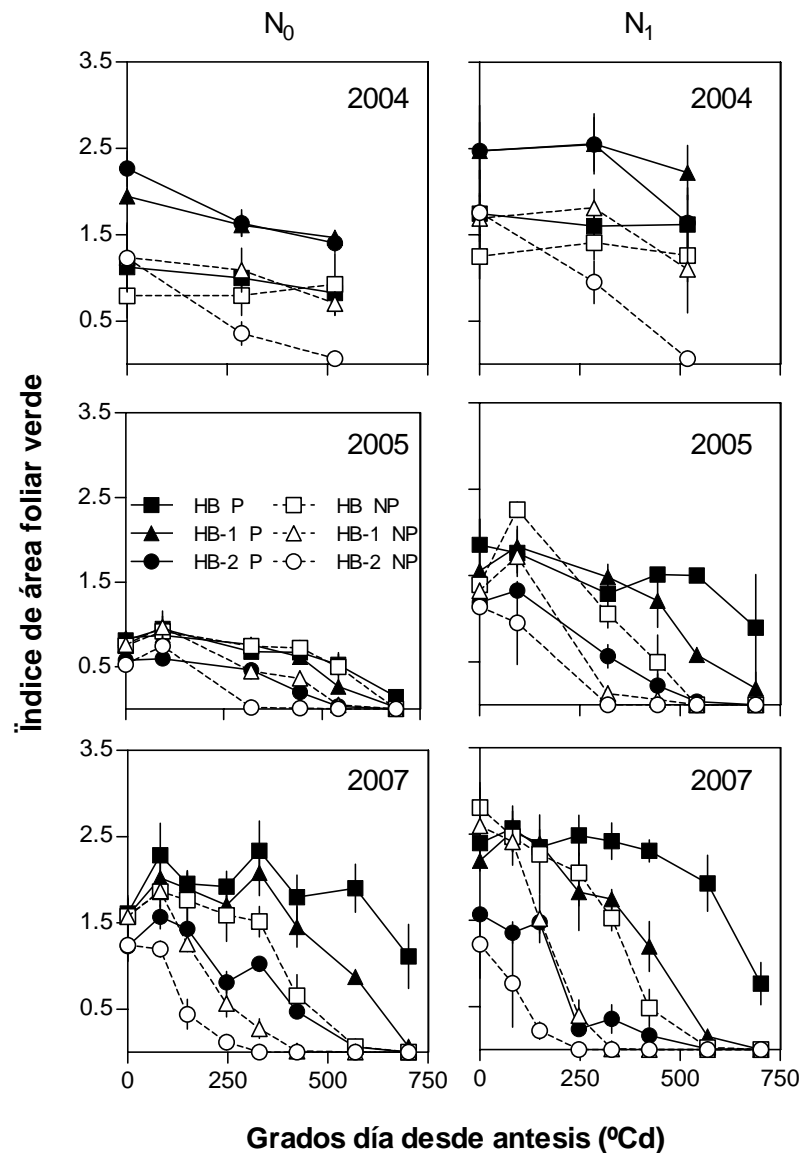 N₀ N₁
3.5
2.5
1.5
0.5
2004
2004
3.5
2.5
1.5
0.5
2005
2005
HB P HB NP
HB-1 P HB-1 NP
HB-2 P HB-2 NP
3.5
2.5
1.5
0.5
2007
2007
0 250 500 750
0 250 500 750
Ïndice de área foliar verde
Grados día desde antesis (ºCd)